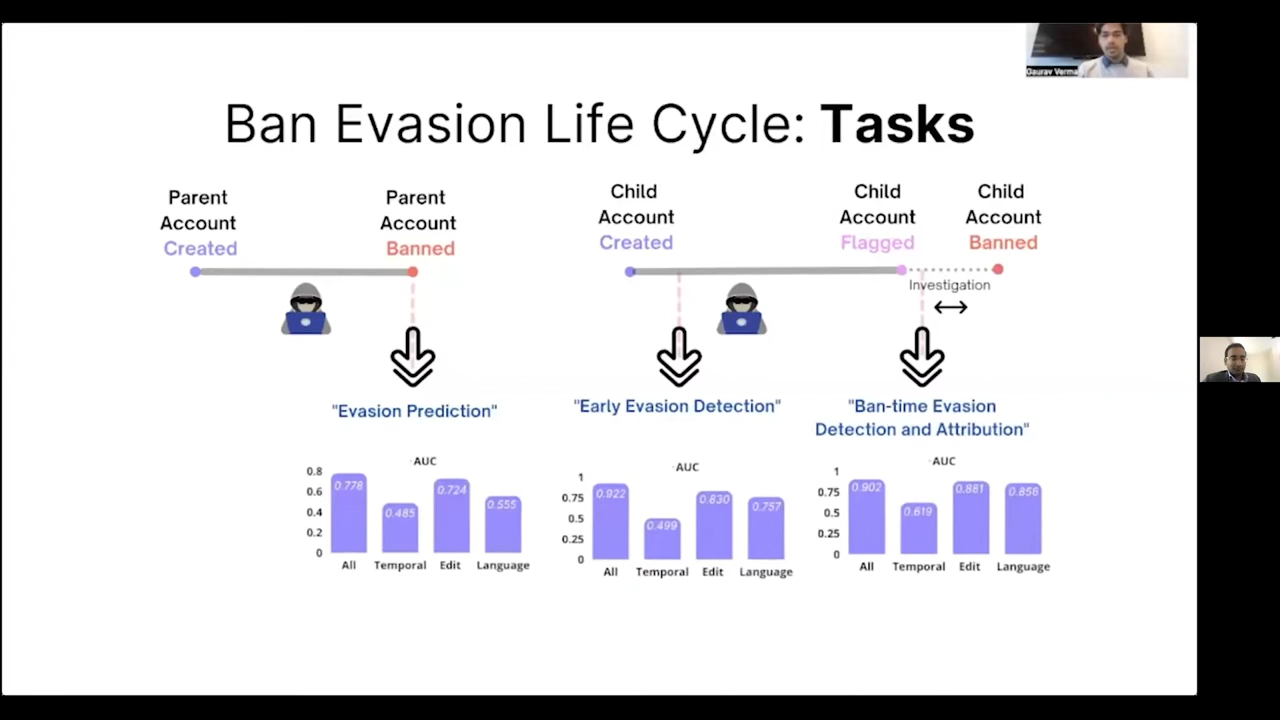 Gaurav Verma
Ban Evasion Life Cycle: Tasks
Parent
Account
Created
Parent
Account
Banned
Child
Account
Created
Child
Account
Flagged
Child
Account
Banned
Investigation
"Evasion Prediction"
"Early Evasion Detection"
"Ban-time Evasion
Detection and Attribution"
AUC
0.8
0.6
0.4
0.2
0
0.778
0.485
0.724
0.555
All Temporal Edit Language
AUC
1
0.75
0.5
0.25
0
0.922
0.499
0.830
0.757
All Temporal Edit Language
AUC
1
0.75
0.5
0.25
0
0.902
0.619
0.881
0.856
All Temporal Edit Language